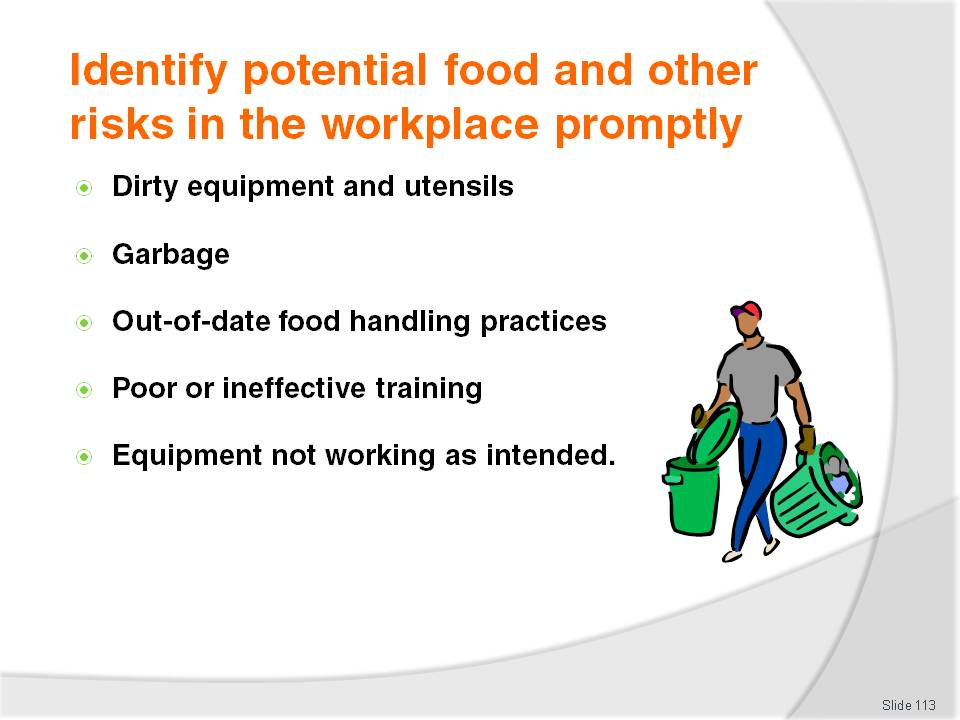 Identify potential food and other
risks in the workplace promptly
Dirty equipment and utensils
Garbage
Out-of-date food handling practices
Poor or ineffective training
Equipment not working as intended.
Slide 113